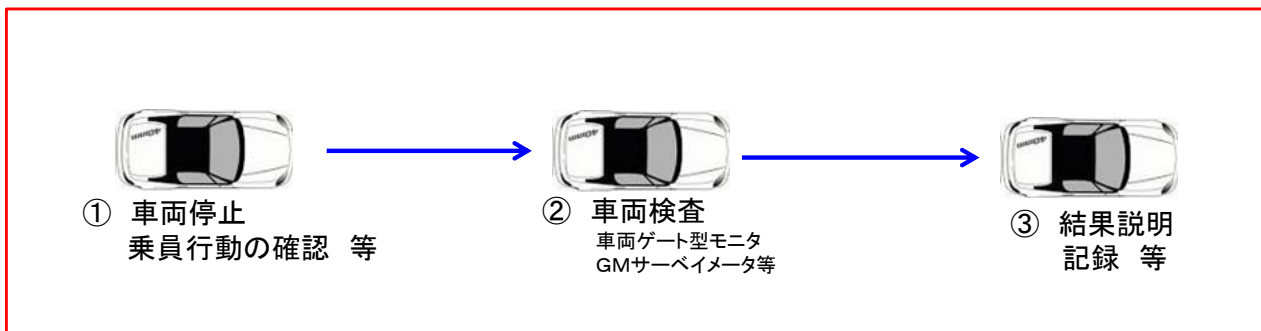 ① 車両停止
乗員行動の確認 等
② 車両検査
車両ゲート型モニタ
GMサーベイメータ等
③ 結果説明
記録 等